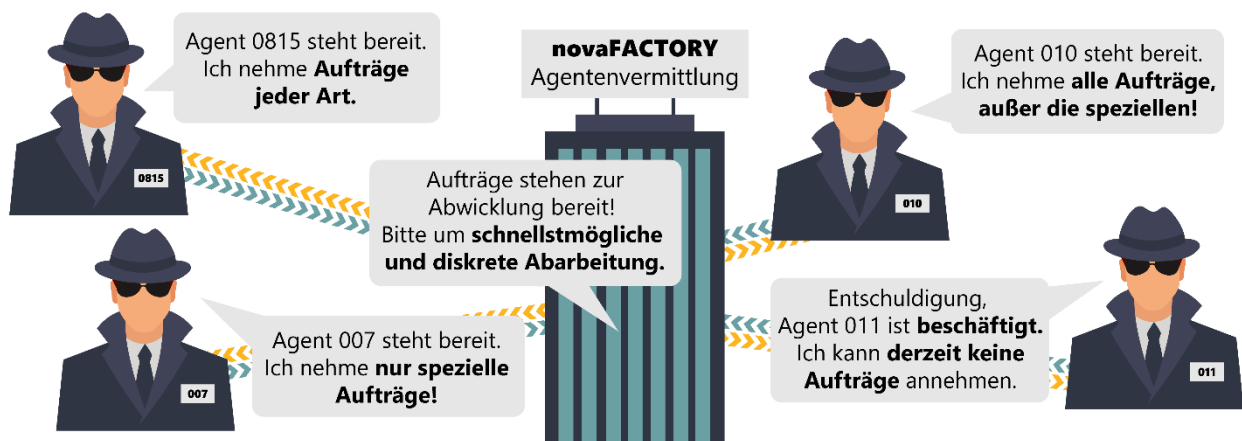 Agent 0815 steht bereit.
Ich nehme Aufträge
jeder Art.
0815
novaFACTORY
Agentenvermittlung
Agent 010 steht bereit.
Ich nehme alle Aufträge,
außer die speziellen!
010
Aufträge stehen zur
Abwicklung bereit!
Bitte um schnellstmögliche
und diskrete Abarbeitung.
Agent 007 steht bereit.
Ich nehme nur spezielle
Aufträge!
007
Entschuldigung,
Agent 011 ist beschäftigt.
Ich kann derzeit keine
Aufträge annehmen.
011